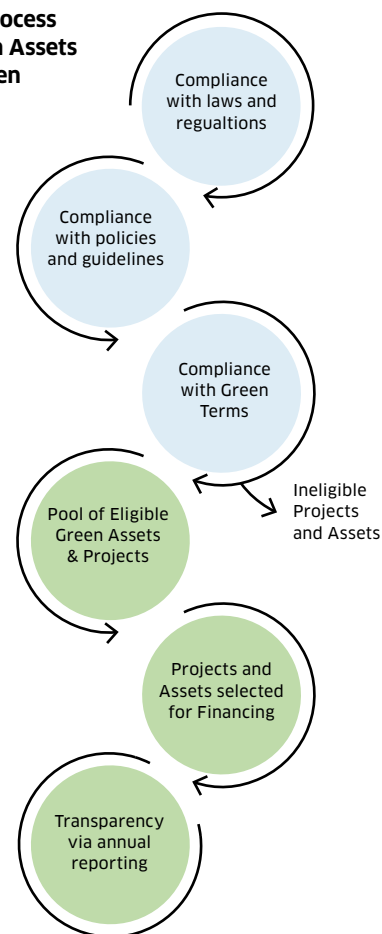 ocess
n Assets
en
Compliance
with laws and
regualtions
Compliance
with policies
and guidelines
Compliance
with Green
Terms
Ineligible
Projects
and Assets
Pool of Eligible
Green Assets
& Projects
Projects and
Assets selected
for Financing
Transparency
via annual
reporting